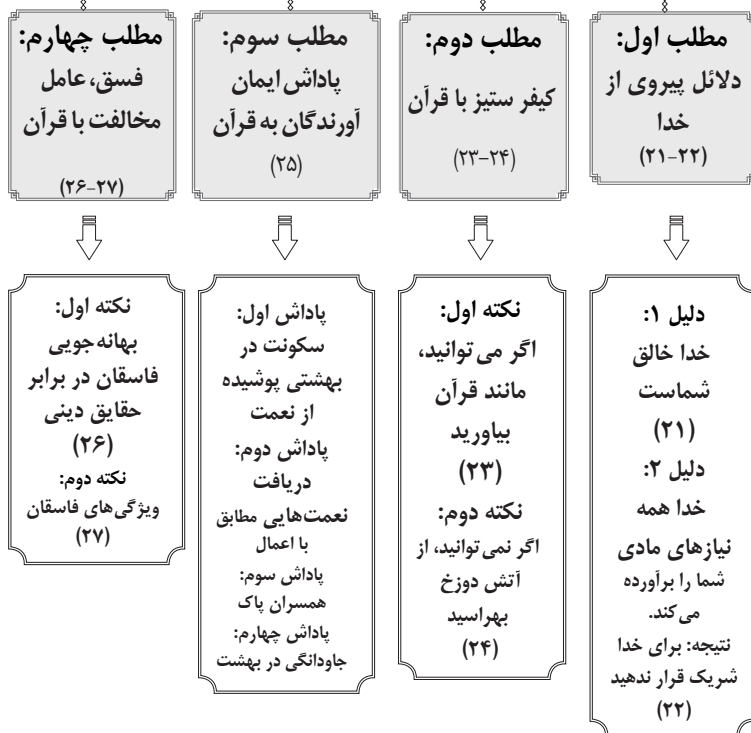 مطلب اول:
دلائل پیروی از
خدا
(۲۱-۲۲)
مطلب دوم:
کیفر ستیز با قرآن
(۲۳-۲۴)
مطلب سوم:
پاداش ایمان
آورندگان به قرآن
(۲۵)
مطلب چهارم:
فسق، عامل
مخالفت با قرآن
(۲۶-۲۷)
دلیل ۱:
خدا خالق
شماست
(۲۱)
دلیل ۲:
خدا همه
نیازهای مادی
شما را برآورده
می‌کند.
نتیجه: برای خدا
شریک قرار ندهید
(۲۲)
نکته اول:
اگر می‌توانید،
مانند قرآن
بیاورید
(۲۳)
نکته دوم:
اگر نمی‌توانید، از
آتش دوزخ
بهراسید
(۲۴)
پاداش اول:
سکونت در
بهشتی پوشیده
از نعمت
پاداش دوم:
دریافت
نعمت‌هایی مطابق
با اعمال
پاداش سوم:
همسران پاک
پاداش چهارم:
جاودانگی در بهشت
نکته اول:
بهانه‌جویی
فاسقان در برابر
حقایق دینی
(۲۶)
نکته دوم:
ویژگی‌های فاسقان
(۲۷)